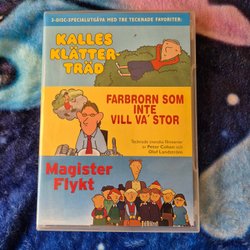 3-DISC-SPECIALUTGÅVA MED TRE TECKNADE FAVORITER:
KALLES
KLÄTTER
TRÄD
FARBRORN SOM
INTE
VILL VA' STOR
Tecknade svenska filmserier
av Peter Cohen och
Olof Landström
Magister
Flykt